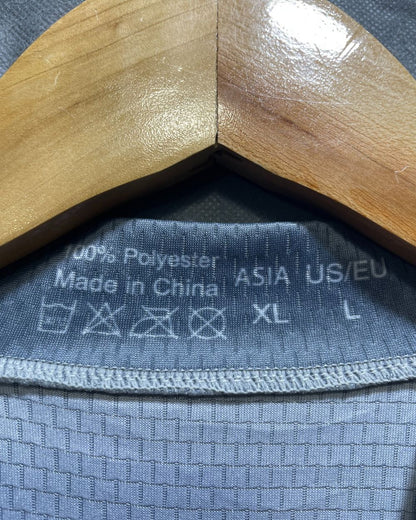 100% Polyester
Made in China
ASIA US/EU
XL L